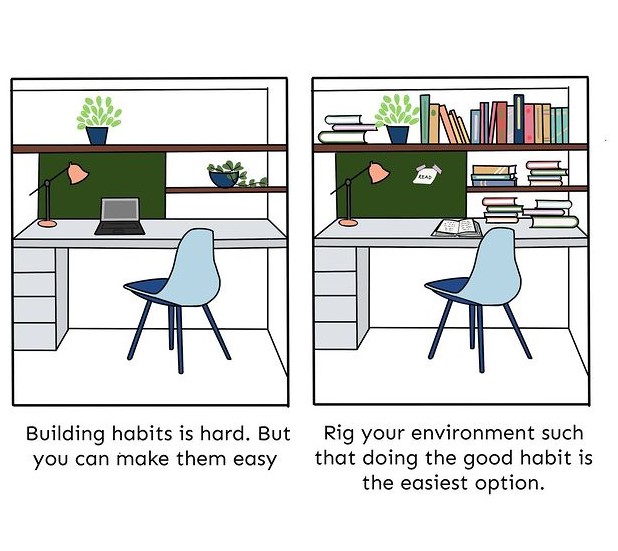 READ
Building habits is hard. But
you can make them easy
Rig your environment such
that doing the good habit is
the easiest option.